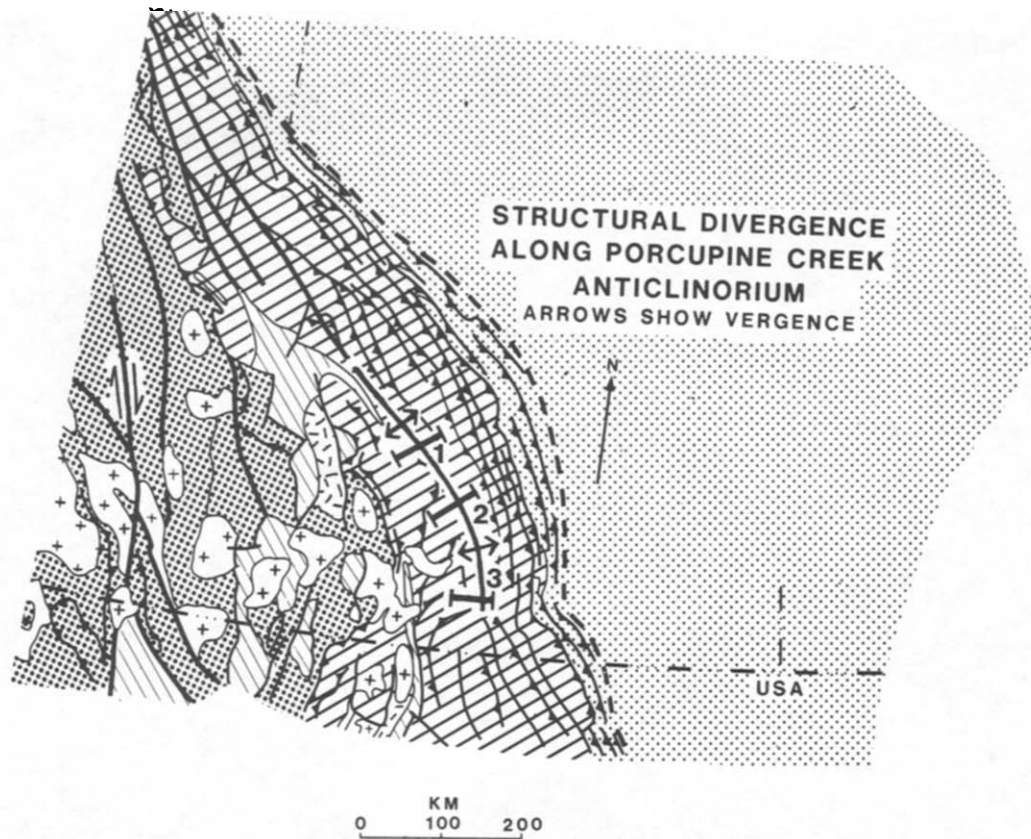 STRUCTURAL DIVERGENCE
ALONG PORCUPINE CREEK
ANTICLINORIUM
ARROWS SHOW VERGENCE
N
1
2
3
USA
KM
0 100 200